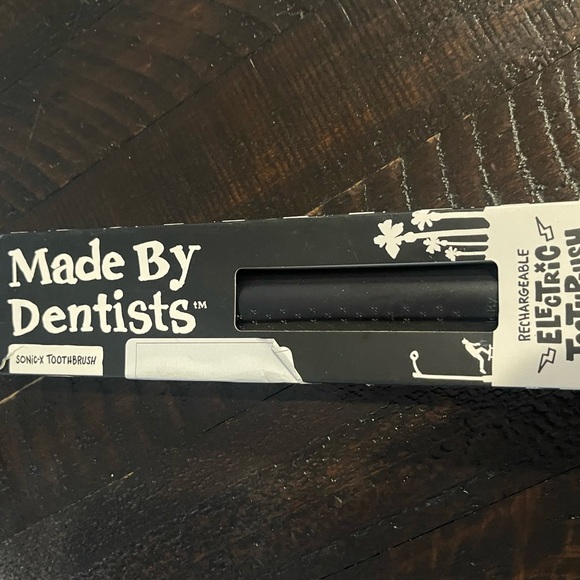 Made By
Dentists™
SONIC-X TOOTHBRUSH
RECHARGEABLE
ELECTRIC
TOOTHBRUSH